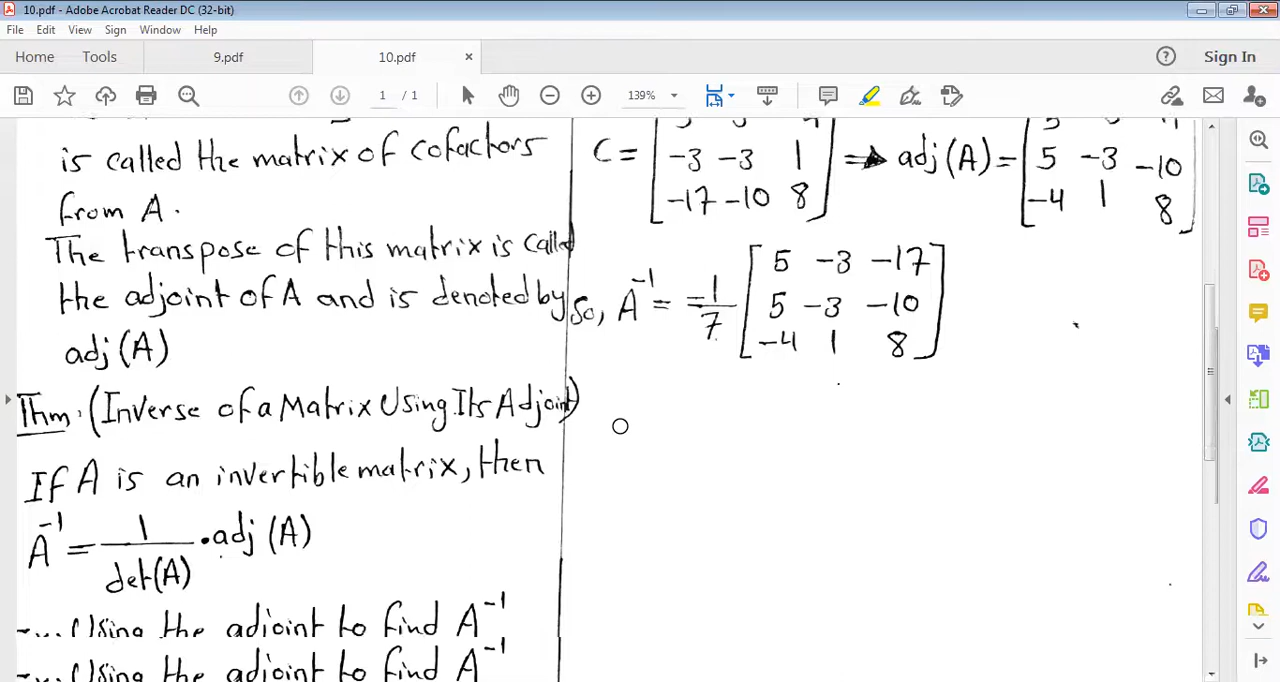 10.pdf - Adobe Acrobat Reader DC (32-bit)
File Edit View Sign Window Help
Home Tools 9.pdf 10.pdf × Sign In
1 / 1 139%
is called the matrix of cofactors
from A.
The transpose of this matrix is called
the adjoint of A and is denoted by
adj(A)
Thm. (Inverse of a Matrix Using Its Adjoint)
If A is an invertible matrix, then
A⁻¹ = 1/det(A) • adj(A)
Using the adjoint to find A⁻¹
Using the adjoint to find A⁻¹
C = [
-3 -3 1
-17 -10 8 ] ⇒ adj(A) = [
5 -3 -10
-4 1 8 ]
So, A⁻¹ = -1/7 [ 5 -3 -17
5 -3 -10
-4 1 8 ]